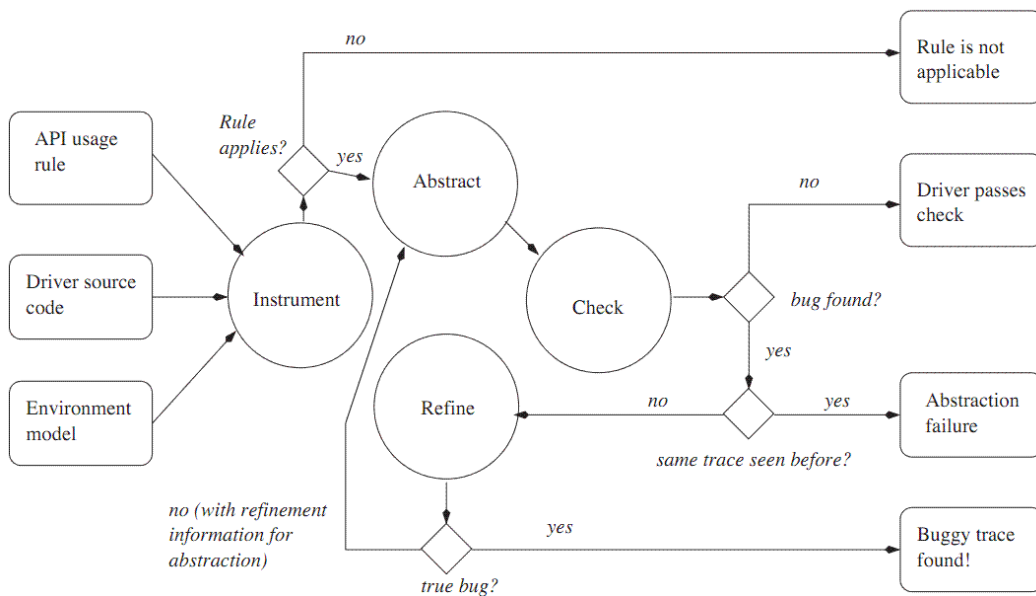 no
Rule is not
applicable
Rule
applies?
yes
API usage
rule
Abstract
no
Driver passes
check
Driver source
code
Instrument
Check
bug found?
yes
Environment
model
Refine
no
yes
Abstraction
failure
same trace seen before?
no (with refinement
information for
abstraction)
yes
Buggy trace
found!
true bug?